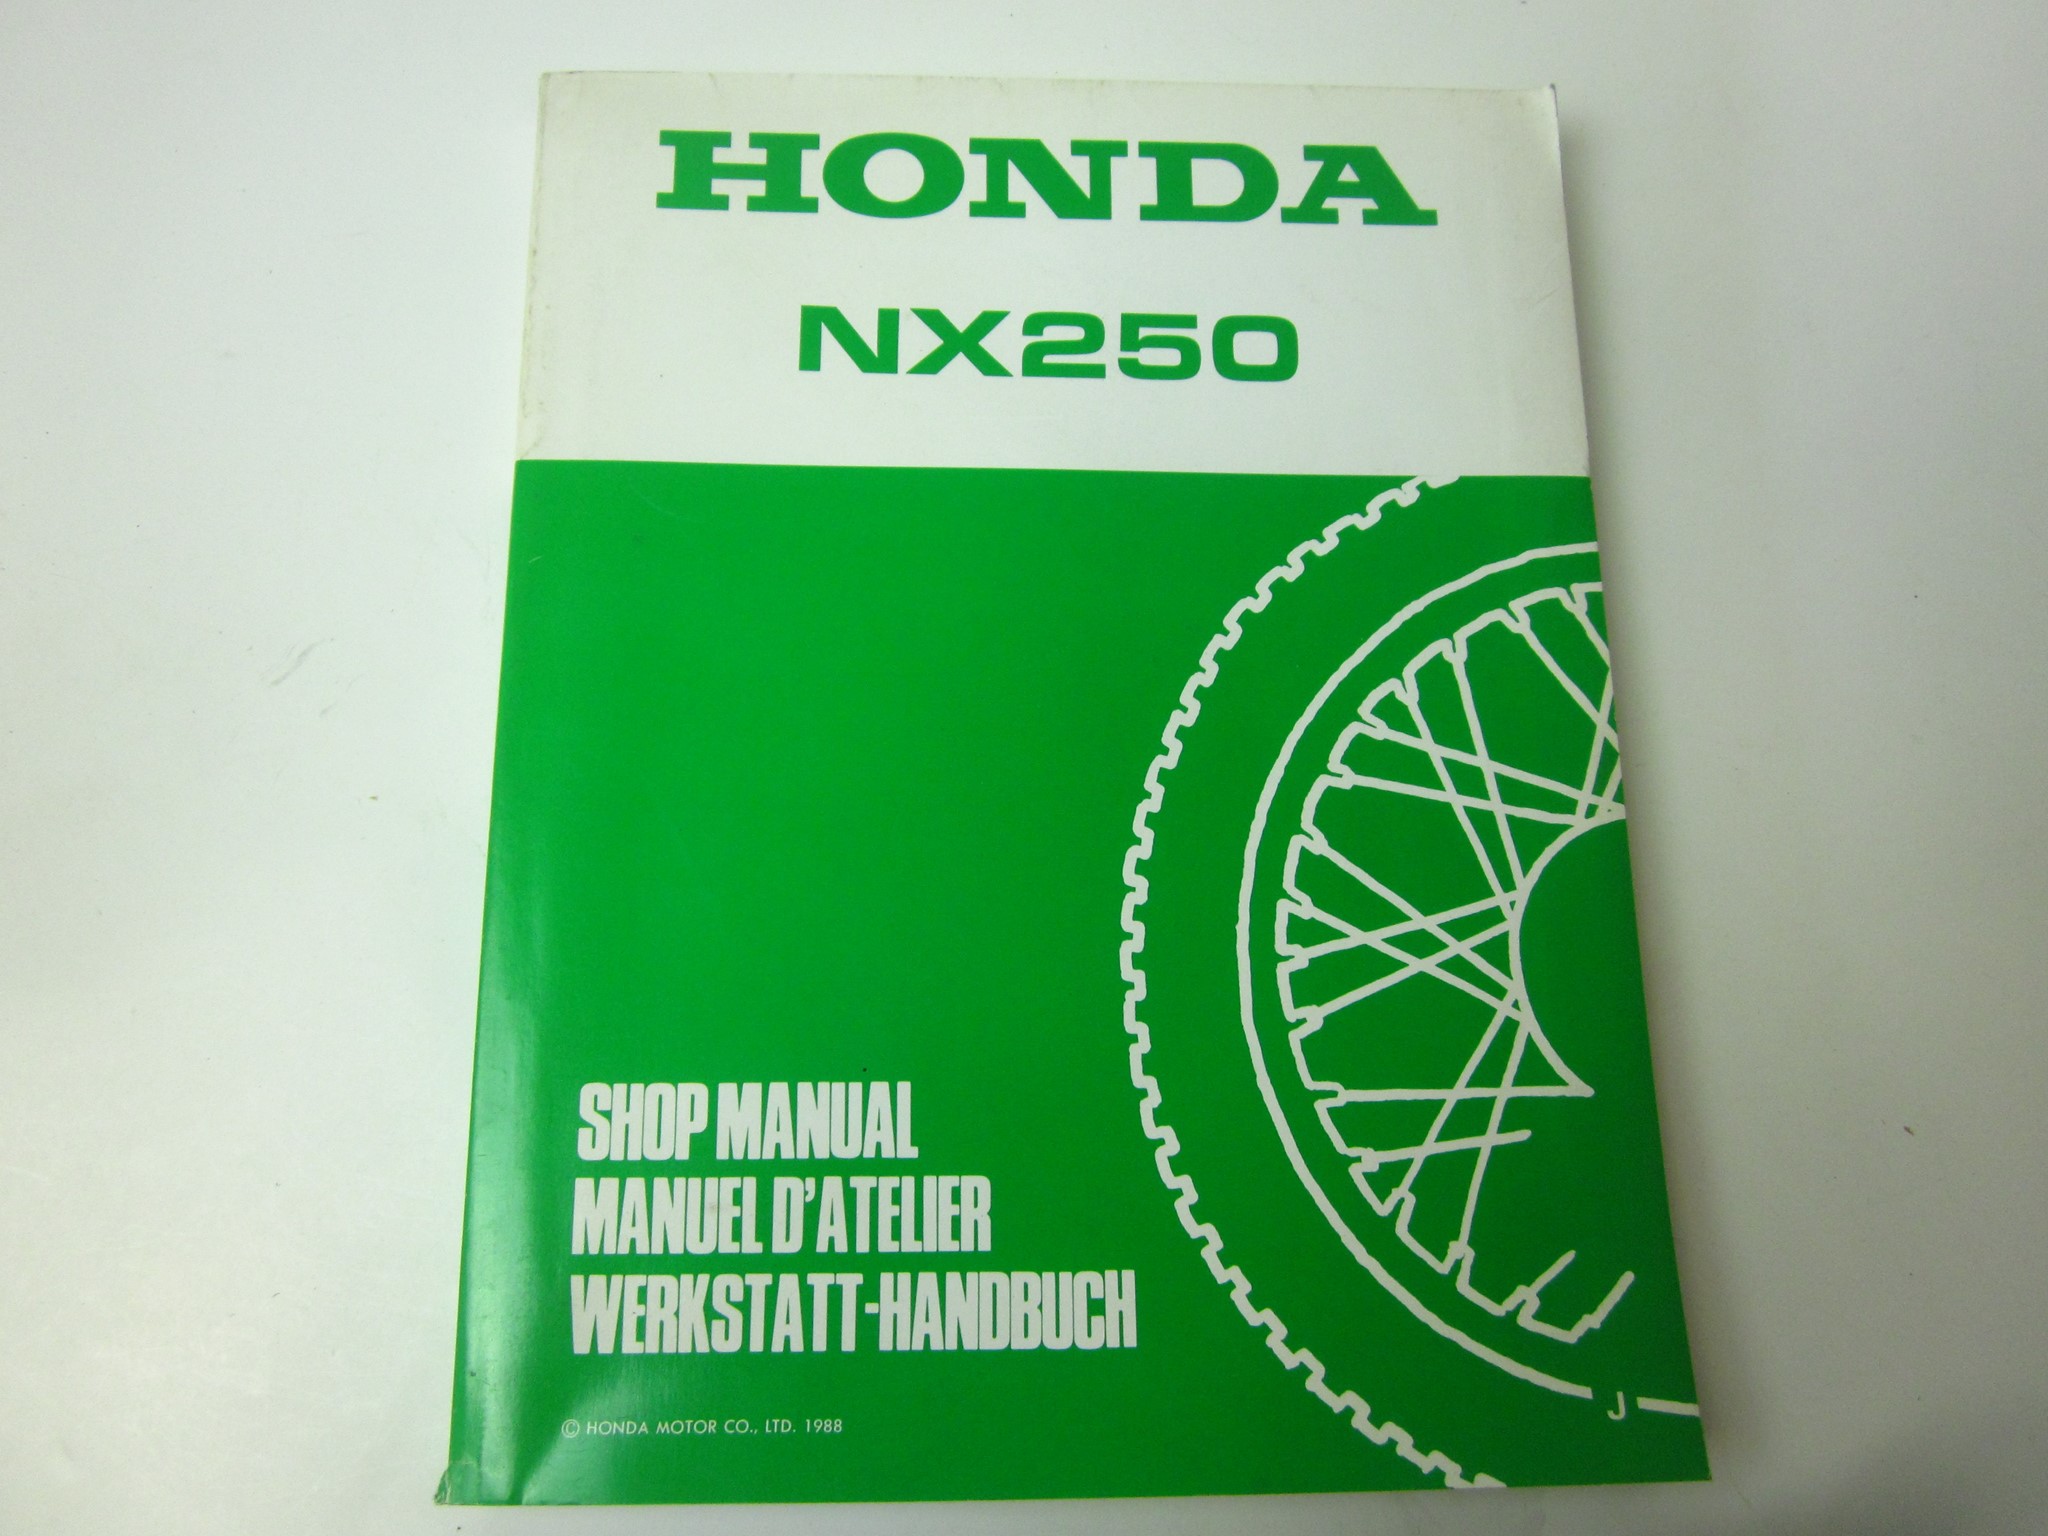 HONDA
NX250
SHOP MANUAL
MANUEL D'ATELIER
WERKSTATT-HANDBUCH
J
© HONDA MOTOR CO., LTD. 1988